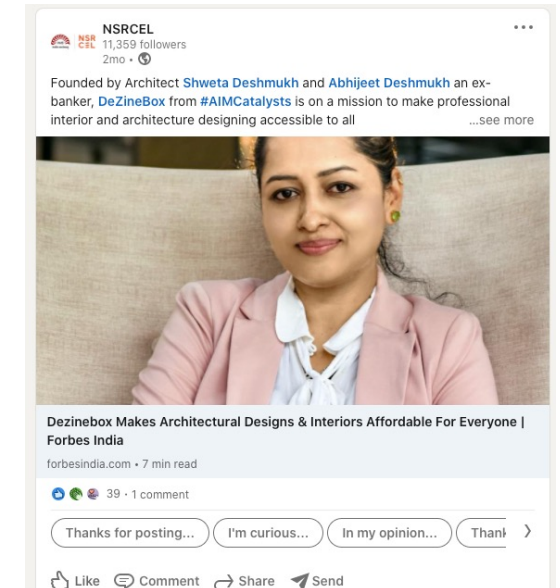 NSRCEL
NSR
CEL
11,359 followers
2mo •
Founded by Architect Shweta Deshmukh and Abhijeet Deshmukh an ex-
banker, DeZineBox from #AIMCatalysts is on a mission to make professional
interior and architecture designing accessible to all ...see more
Dezinebox Makes Architectural Designs & Interiors Affordable For Everyone |
Forbes India
forbesindia.com • 7 min read
39 · 1 comment
Thanks for posting... I'm curious... In my opinion... Thank
Like Comment Share Send